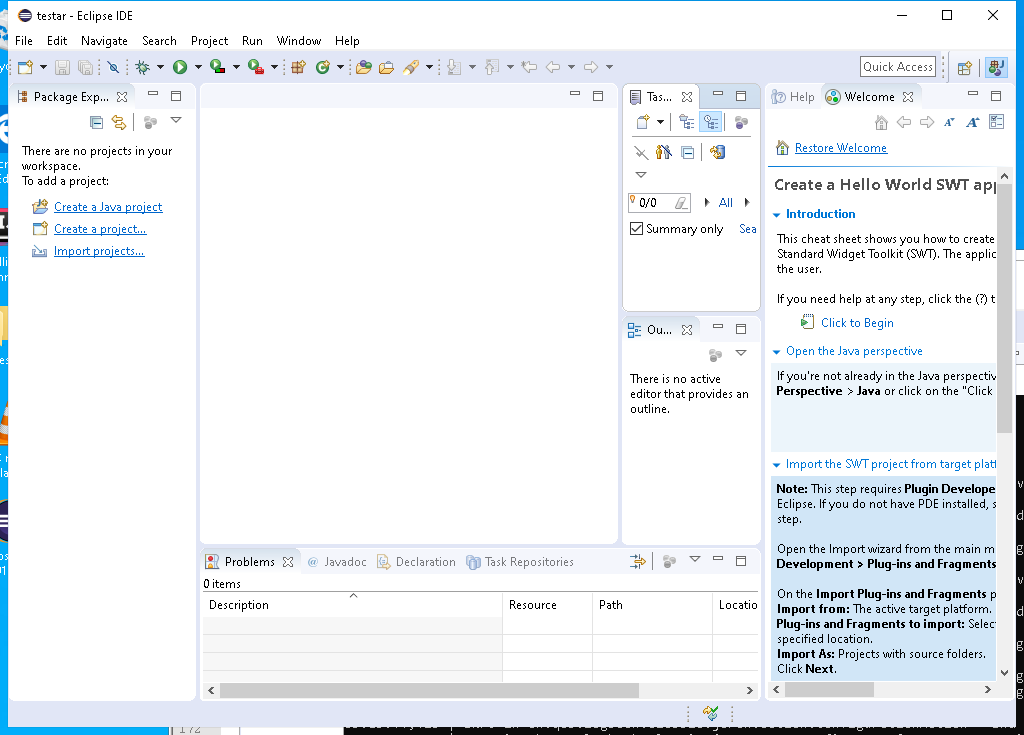 testar - Eclipse IDE
File Edit Navigate Search Project Run Window Help
Quick Access
Package Exp...
There are no projects in your
workspace.
To add a project:
Create a Java project
Create a project...
Import projects...
Tas...
0/0
All
Summary only
Sea
Ou...
There is no active
editor that provides an
outline.
Help
Welcome
Restore Welcome
Create a Hello World SWT app
Introduction
This cheat sheet shows you how to create
Standard Widget Toolkit (SWT). The applic
the user.
If you need help at any step, click the (?) t
Click to Begin
Open the Java perspective
If you're not already in the Java perspectiv
Perspective > Java or click on the "Click
Import the SWT project from target platf
Note: This step requires Plugin Develope
Eclipse. If you do not have PDE installed, s
step.
Open the Import wizard from the main m
Development > Plug-ins and Fragments
On the Import Plug-ins and Fragments p
Import from: The active target platform.
Plug-ins and Fragments to import: Selec
specified location.
Import As: Projects with source folders.
Click Next.
Problems
@ Javadoc
Declaration
Task Repositories
0 items
Description Resource Path Locatio
172